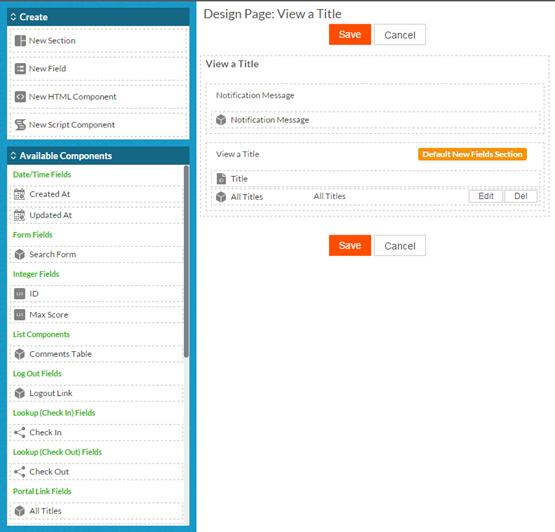 Create
New Section
New Field
New HTML Component
New Script Component
Available Components
Date/Time Fields
Created At
Updated At
Form Fields
Search Form
Integer Fields
ID
Max Score
List Components
Comments Table
Log Out Fields
Logout Link
Lookup (Check In) Fields
Check In
Lookup (Check Out) Fields
Check Out
Portal Link Fields
All Titles
Design Page: View a Title
Save Cancel
View a Title
Notification Message
Notification Message
View a Title Default New Fields Section
Title
All Titles All Titles Edit Del
Save Cancel